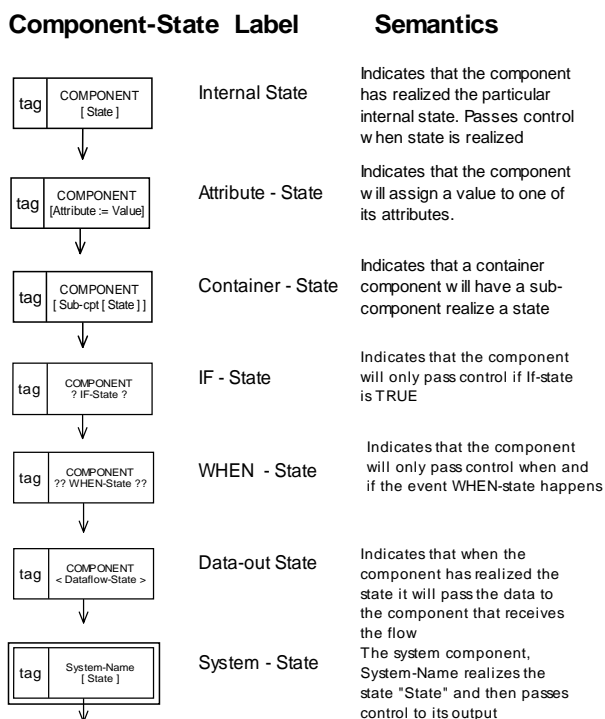 Component-State Label Semantics
tag
COMPONENT
[ State ]
Internal State
Indicates that the component
has realized the particular
internal state. Passes control
when state is realized
tag
COMPONENT
[Attribute := Value]
Attribute - State
Indicates that the component
will assign a value to one of
its attributes.
tag
COMPONENT
[ Sub-cpt [ State ] ]
Container - State
Indicates that a container
component will have a sub-
component realize a state
tag
COMPONENT
? IF-State ?
IF - State
Indicates that the component
will only pass control if If-state
is TRUE
tag
COMPONENT
?? WHEN-State ??
WHEN - State
Indicates that the component
will only pass control when and
if the event WHEN-state happens
tag
COMPONENT
< Dataflow-State >
Data-out State
Indicates that when the
component has realized the
state it will pass the data to
the component that receives
the flow
tag
System-Name
[ State ]
System - State
The system component,
System-Name realizes the
state "State" and then passes
control to its output